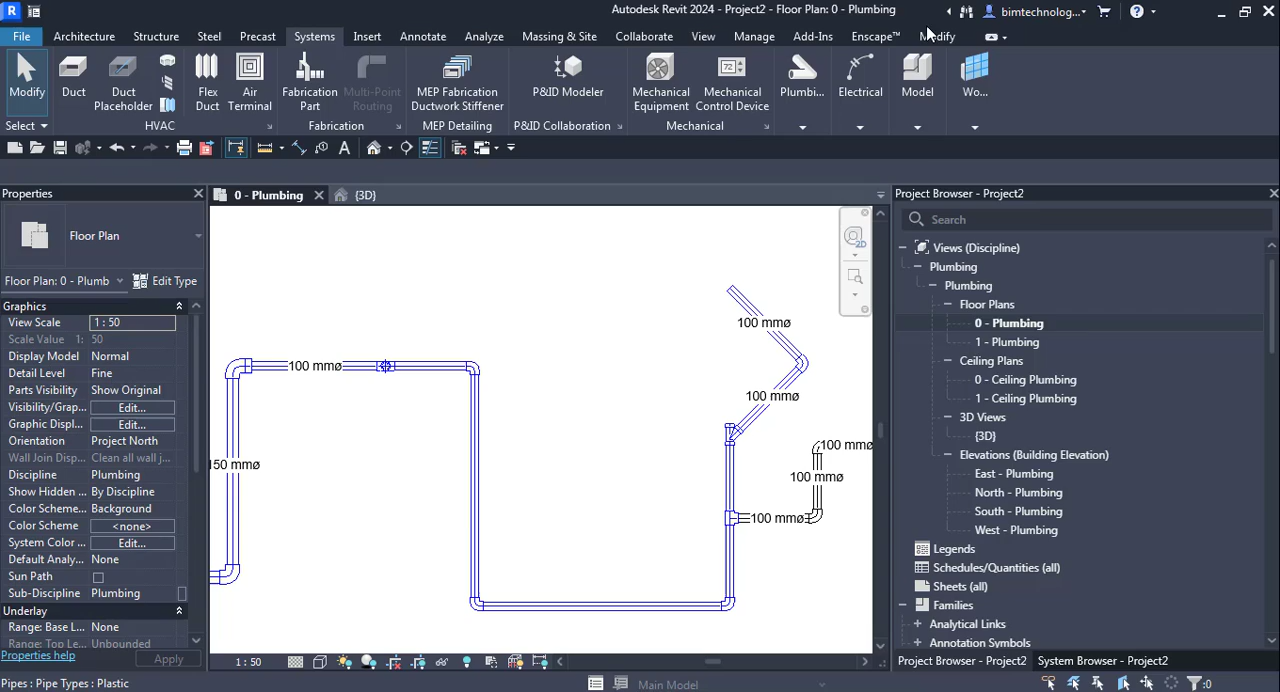 R
Autodesk Revit 2024 - Project2 - Floor Plan: 0 - Plumbing
bimtechnolog...
File Architecture Structure Steel Precast Systems Insert Annotate Analyze Massing & Site Collaborate View Manage Add-Ins Enscape™ Modify
Modify
Duct
Duct Placeholder
Flex Duct
Air Terminal
Fabrication Part
Multi-Point Routing
MEP Fabrication Ductwork Stiffener
P&ID Modeler
Mechanical Equipment
Mechanical Control Device
Plumbi...
Electrical
Model
Wo...
Select HVAC Fabrication MEP Detailing P&ID Collaboration Mechanical
Properties
0 - Plumbing
{3D}
Project Browser - Project2
Floor Plan
Floor Plan: 0 - Plumb
Edit Type
Graphics
View Scale 1 : 50
Scale Value 1: 50
Display Model Normal
Detail Level Fine
Parts Visibility Show Original
Visibility/Grap... Edit...
Graphic Displ... Edit...
Orientation Project North
Wall Join Disp... Clean all wall j...
Discipline Plumbing
Show Hidden ... By Discipline
Color Scheme... Background
Color Scheme <none>
System Color ... Edit...
Default Analy... None
Sun Path
Sub-Discipline Plumbing
Underlay
Range: Base L... None
Range: Top Le... Unbounded
Properties help
Apply
2D
100 mmø
100 mmø
100 mmø
100 mmø
150 mmø
100 mmø
100 mmø
Search
Views (Discipline)
Plumbing
Plumbing
Floor Plans
0 - Plumbing
1 - Plumbing
Ceiling Plans
0 - Ceiling Plan
1 - Ceiling Plan
3D Views
{3D}
Elevations (Building Elevation)
East - Plumbing
North - Plumbing
South - Plumbing
West - Plumbing
Legends
Schedules/Quantities (all)
Sheets (all)
Families
Analytical Links
Annotation Symbols
1 : 50
Project Browser - Project2
System Browser - Project2
Pipes : Pipe Types : Plastic
Main Model
:0